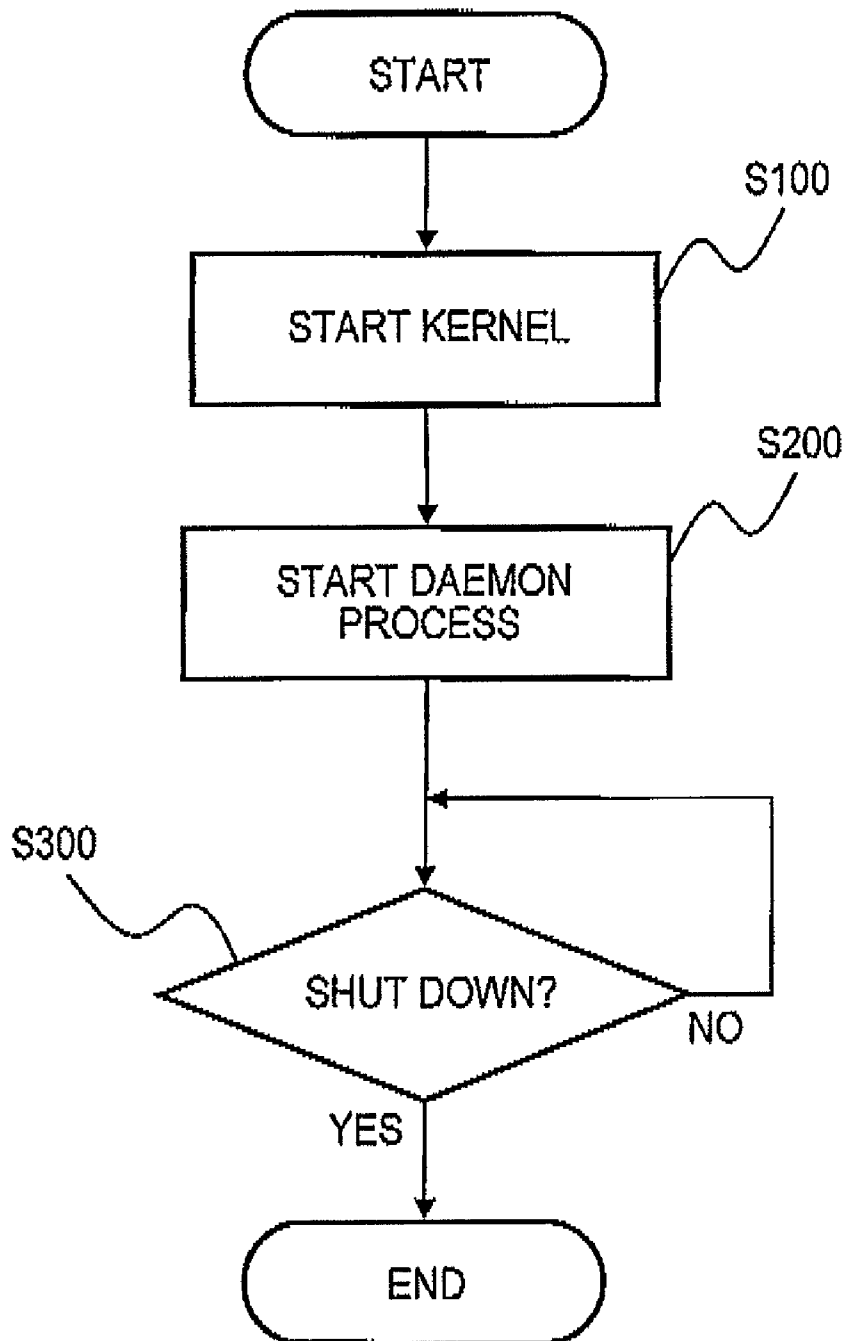 START
S100
START KERNEL
S200
START DAEMON
PROCESS
S300
SHUT DOWN?
NO
YES
END